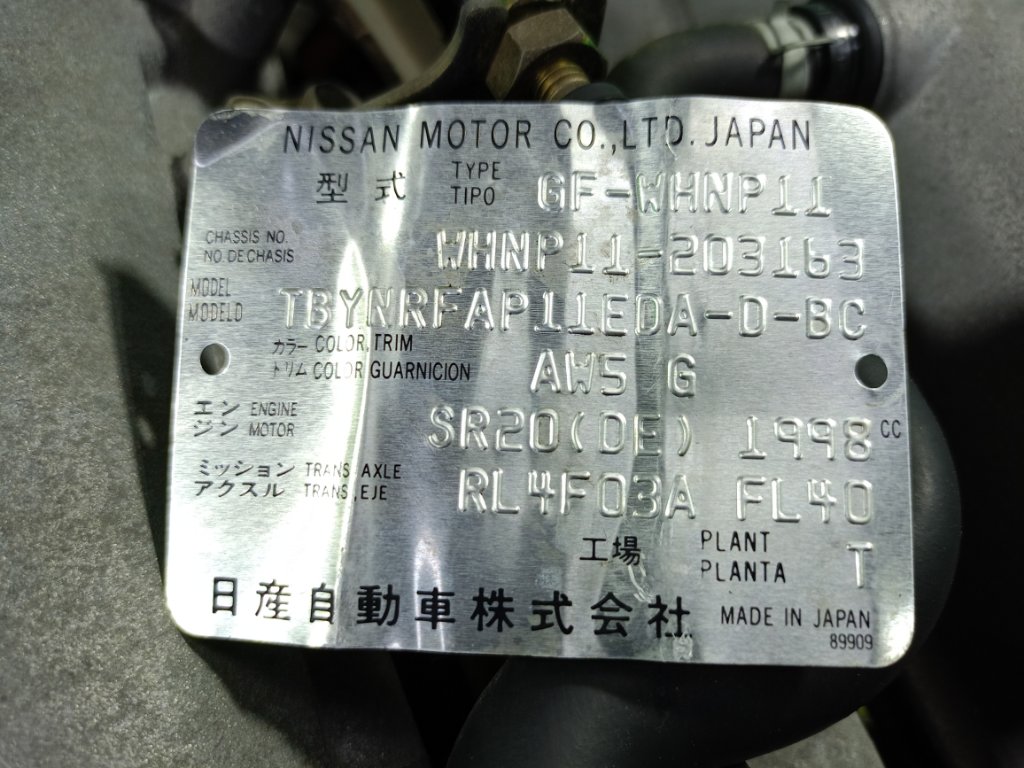 NISSAN MOTOR CO.,LTD. JAPAN
型式 TYPE TIPO GF-WHNP11
CHASSIS NO. NO DE CHASIS WHNP11-203163
MODEL MODELO TBYNRFAP11EDA-D-BC
カラー COLOR,TRIM
トリム COLOR GUARNICION AW5 G
エンジン ENGINE MOTOR SR20(DE) 1998 CC
ミッション TRANS,AXLE
アクスル TRANS,EJE RL4F03A FL40
工場 PLANT PLANTA T
日産自動車株式会社 MADE IN JAPAN
89909